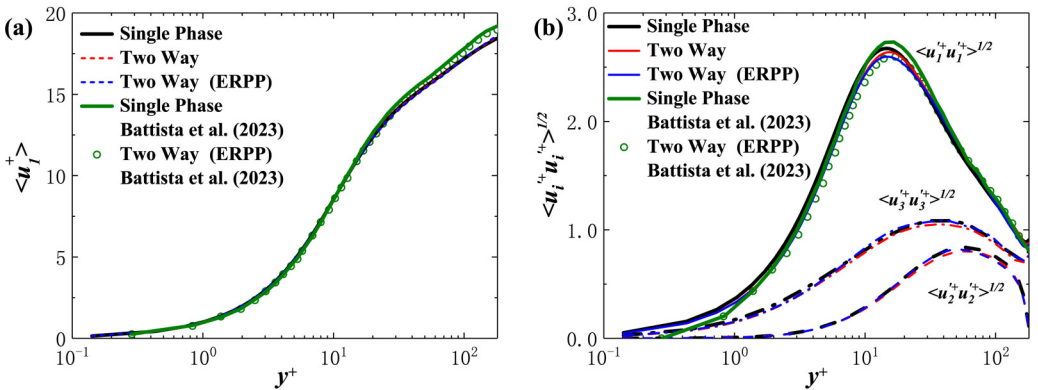 (a)
20
15
10
5
0
<u₁⁺>
Single Phase
Two Way
Two Way (ERPP)
Single Phase
Battista et al. (2023)
Two Way (ERPP)
Battista et al. (2023)
10⁻¹ 10⁰ 10¹ 10²
y⁺
(b)
3.0
2.0
1.0
0.0
<uᵢ'⁺uᵢ'⁺>¹/²
Single Phase
Two Way
Two Way (ERPP)
Single Phase
Battista et al. (2023)
Two Way (ERPP)
Battista et al. (2023)
<u₁'⁺u₁'⁺>¹/²
<u₃'⁺u₃'⁺>¹/²
<u₂'⁺u₂'⁺>¹/²
10⁻¹ 10⁰ 10¹ 10²
y⁺